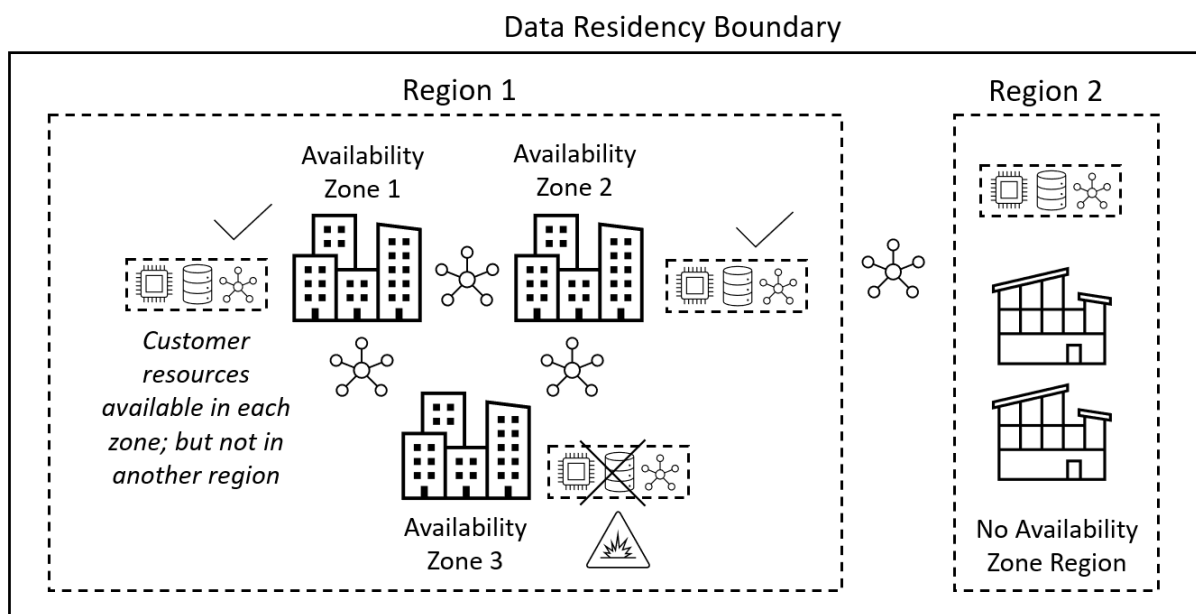 Data Residency Boundary
Region 1
Region 2
Availability
Zone 1
Availability
Zone 2
Customer
resources
available in each
zone; but not in
another region
Availability
Zone 3
No Availability
Zone Region